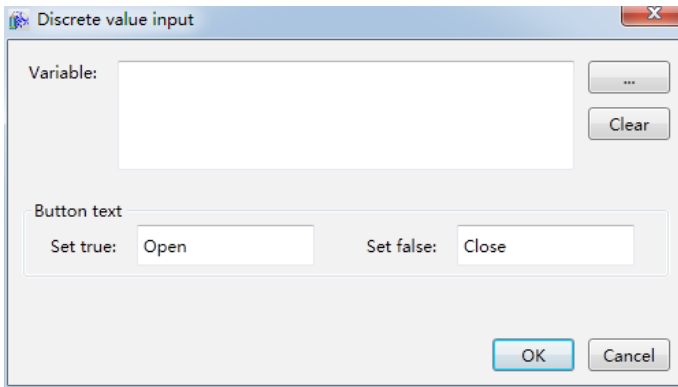 Discrete value input
Variable:
...
Clear
Button text
Set true: Open Set false: Close
OK Cancel